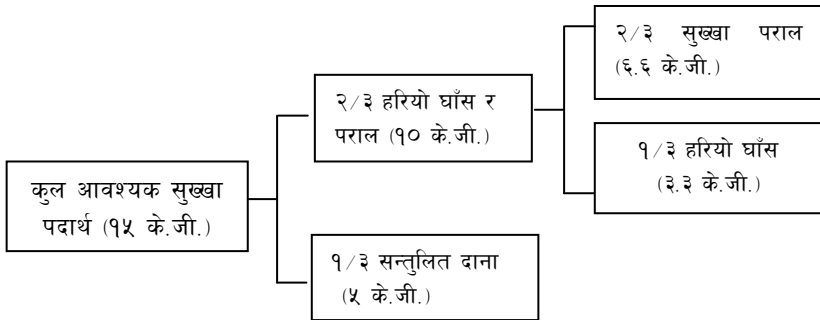 कुल आवश्यक सुख्खा
पदार्थ (१५ के.जी.)
२/३ हरियो घाँस र
पराल (१० के.जी.)
२/३ सुख्खा पराल
(६.६ के.जी.)
१/३ हरियो घाँस
(३.३ के.जी.)
१/३ सन्तुलित दाना
(५ के.जी.)